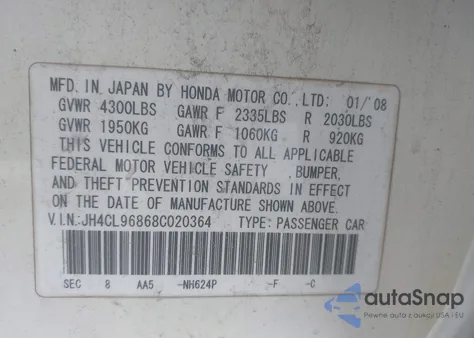 MFD. IN JAPAN BY HONDA MOTOR CO., LTD: 01/'08
GVWR 4300LBS GAWR F 2335LBS R 2030LBS
GVWR 1950KG GAWR F 1060KG R 920KG
THIS VEHICLE CONFORMS TO ALL APPLICABLE
FEDERAL MOTOR VEHICLE SAFETY ,BUMPER,
AND THEFT PREVENTION STANDARDS IN EFFECT
ON THE DATE OF MANUFACTURE SHOWN ABOVE.
V.I.N:JH4CL96868C020364 TYPE: PASSENGER CAR
SEC 8 AA5 -NH624P -F -C
autoSnap
Pewne auto z ubezpieczalni USA i EU